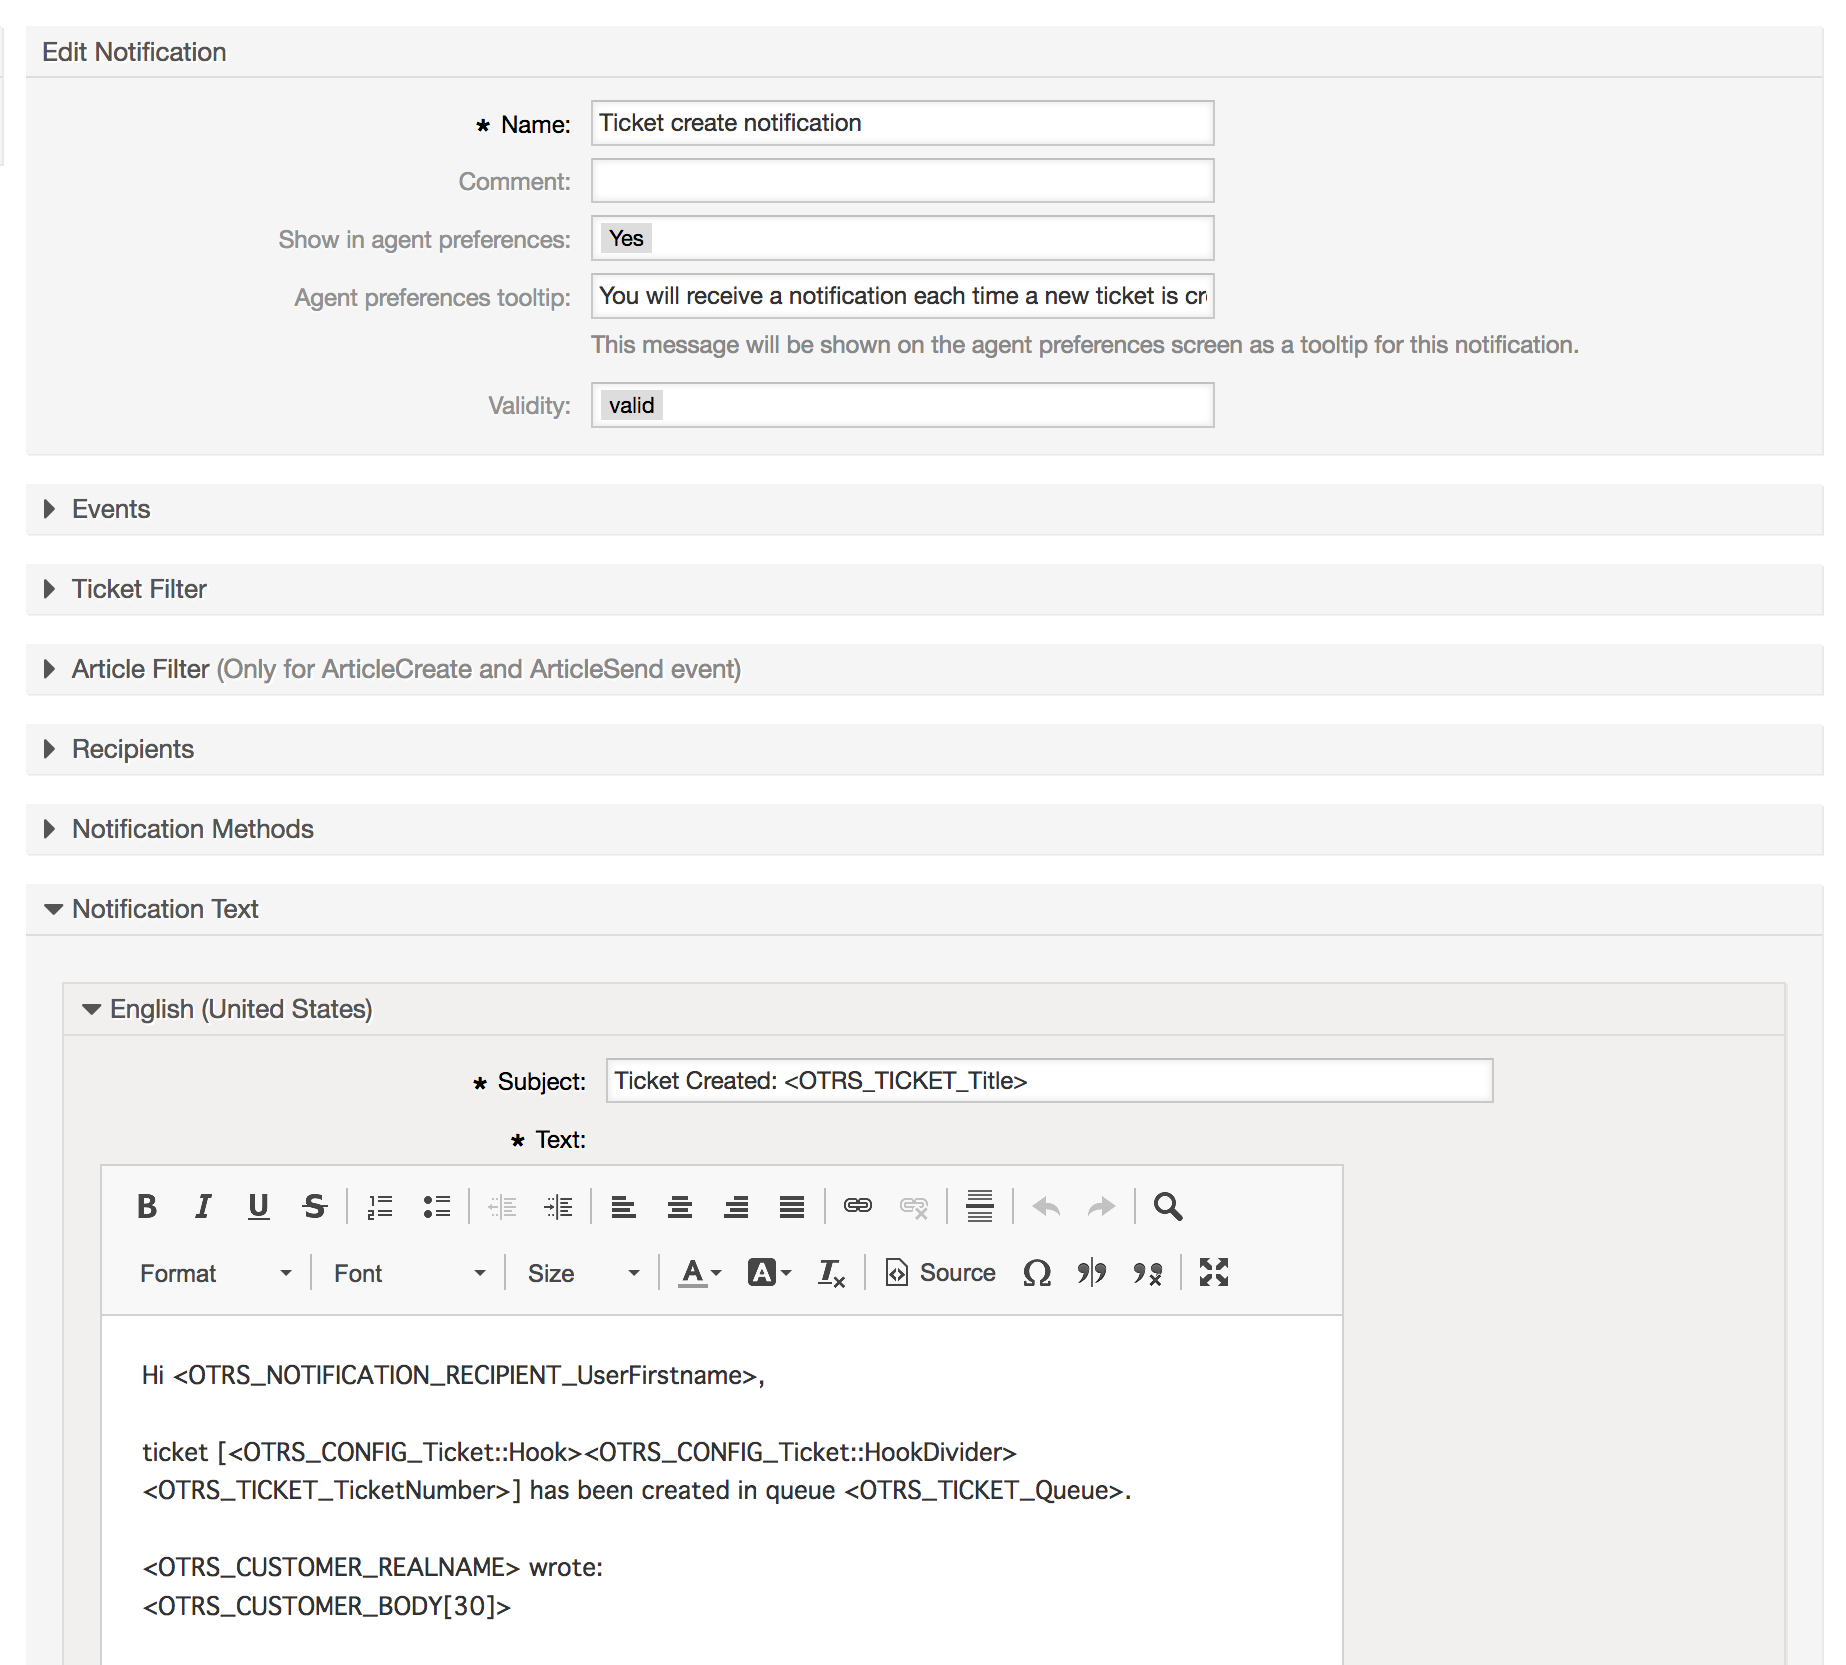 Edit Notification
* Name: Ticket create notification
Comment:
Show in agent preferences: Yes
Agent preferences tooltip: You will receive a notification each time a new ticket is cr
This message will be shown on the agent preferences screen as a tooltip for this notification.
Validity: valid
Events
Ticket Filter
Article Filter (Only for ArticleCreate and ArticleSend event)
Recipients
Notification Methods
Notification Text
English (United States)
* Subject: Ticket Created: <OTRS_TICKET_Title>
* Text:
Format Font Size Source
Hi <OTRS_NOTIFICATION_RECIPIENT_UserFirstname>,
ticket [<OTRS_CONFIG_Ticket::Hook><OTRS_CONFIG_Ticket::HookDivider>
<OTRS_TICKET_TicketNumber>] has been created in queue <OTRS_TICKET_Queue>.
<OTRS_CUSTOMER_REALNAME> wrote:
<OTRS_CUSTOMER_BODY[30]>